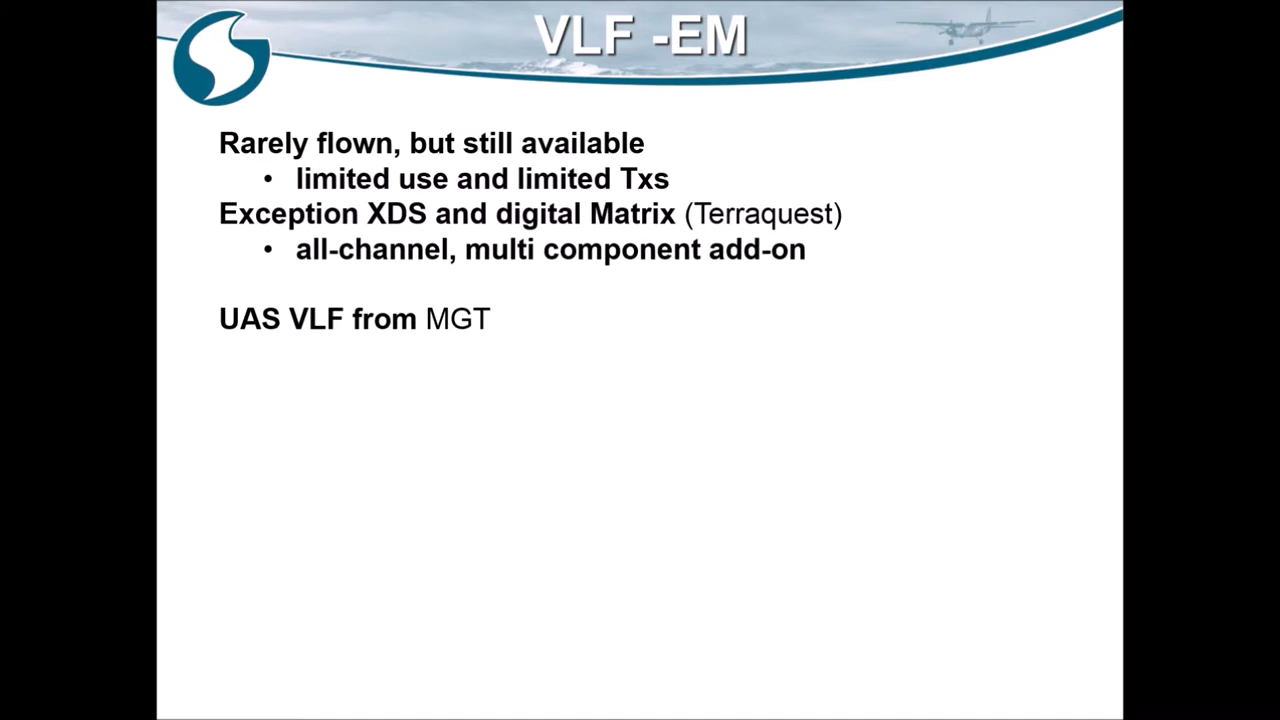 VLF -EM
Rarely flown, but still available
• limited use and limited Txs
Exception XDS and digital Matrix (Terraquest)
• all-channel, multi component add-on
UAS VLF from MGT